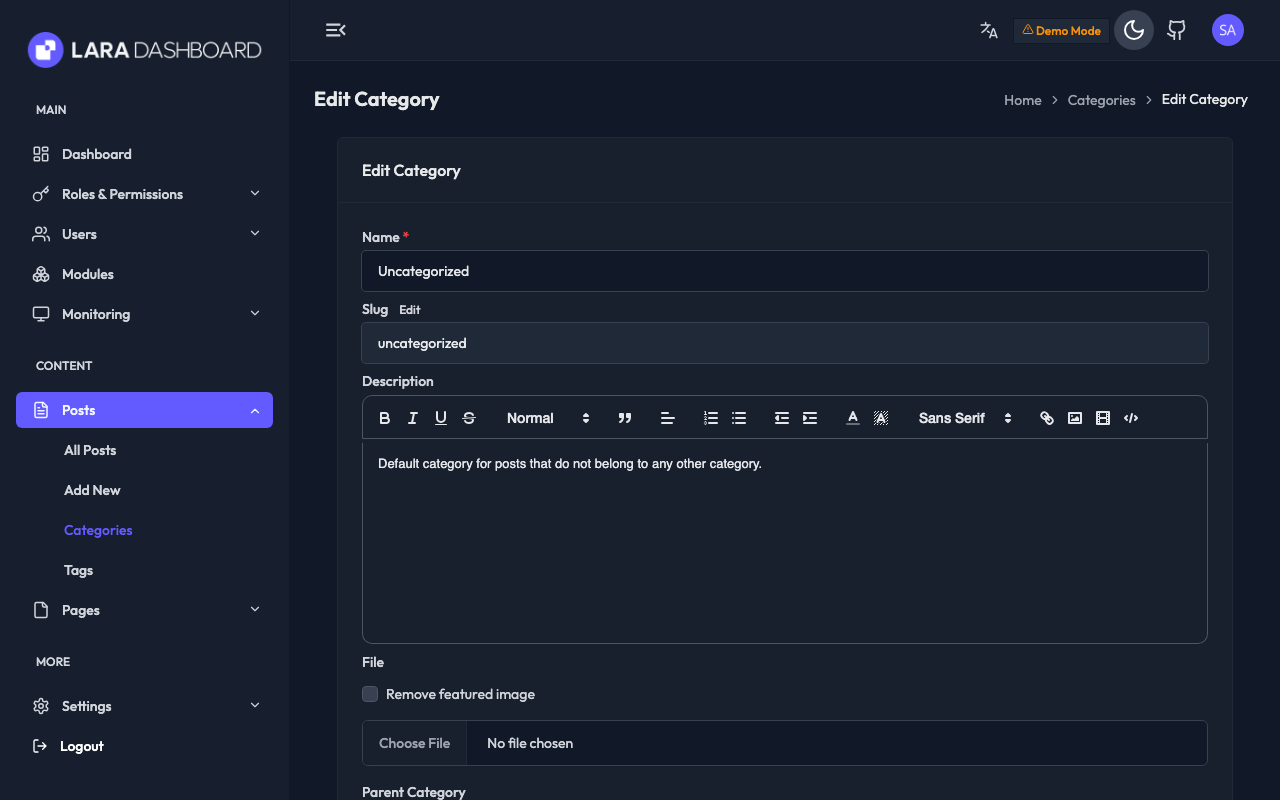 LARA DASHBOARD
Demo Mode
SA
MAIN
Dashboard
Roles & Permissions
Users
Modules
Monitoring
CONTENT
Posts
All Posts
Add New
Categories
Tags
Pages
MORE
Settings
Logout
Edit Category
Home > Categories > Edit Category
Edit Category
Name *
Uncategorized
Slug Edit
uncategorized
Description
Normal Sans Serif
Default category for posts that do not belong to any other category.
File
Remove featured image
Choose File No file chosen
Parent Category